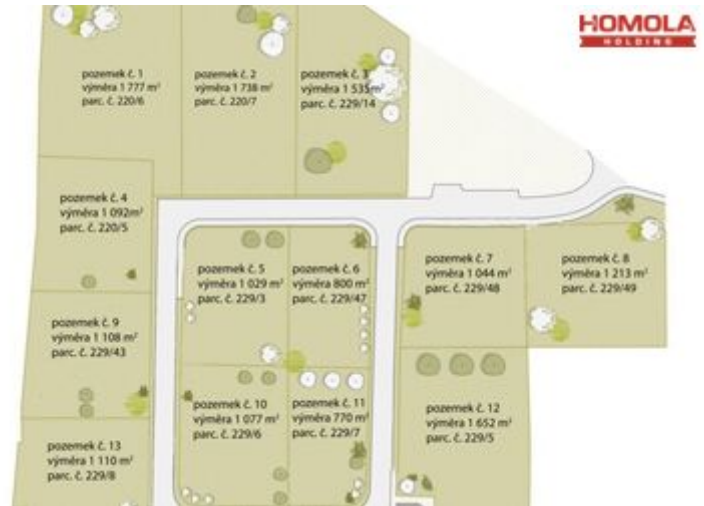 HOMOLA
HOLDING
pozemek č. 1
výměra 1 777 m²
parc. č. 220/6
pozemek č. 2
výměra 1 738 m²
parc. č. 220/7
pozemek č. 3
výměra 1 535m²
parc. č. 229/14
pozemek č. 4
výměra 1 092m²
parc. č. 220/5
pozemek č. 5
výměra 1 029 m²
parc. č. 229/3
pozemek č. 6
výměra 800 m²
parc. č. 229/47
pozemek č. 7
výměra 1 044 m²
parc. č. 229/48
pozemek č. 8
výměra 1 213 m²
parc. č. 229/49
pozemek č. 9
výměra 1 108 m²
parc. č. 229/43
pozemek č. 10
výměra 1 077 m²
parc. č. 229/6
pozemek č. 11
výměra 770 m²
parc. č. 229/7
pozemek č. 12
výměra 1 652 m²
parc. č. 229/5
pozemek č. 13
výměra 1 110 m²
parc. č. 229/8